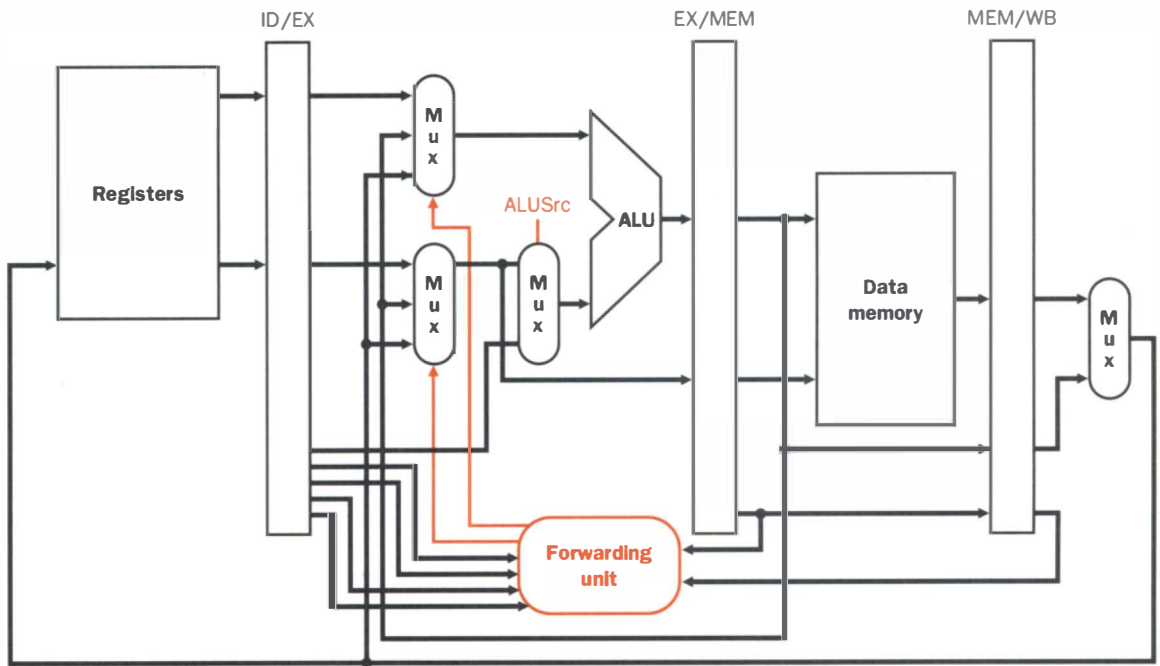 ID/EX
EX/MEM
MEM/WB
Registers
M
u
x
ALUSrc
ALU
M
u
x
M
u
x
Data
memory
M
u
x
Forwarding
unit